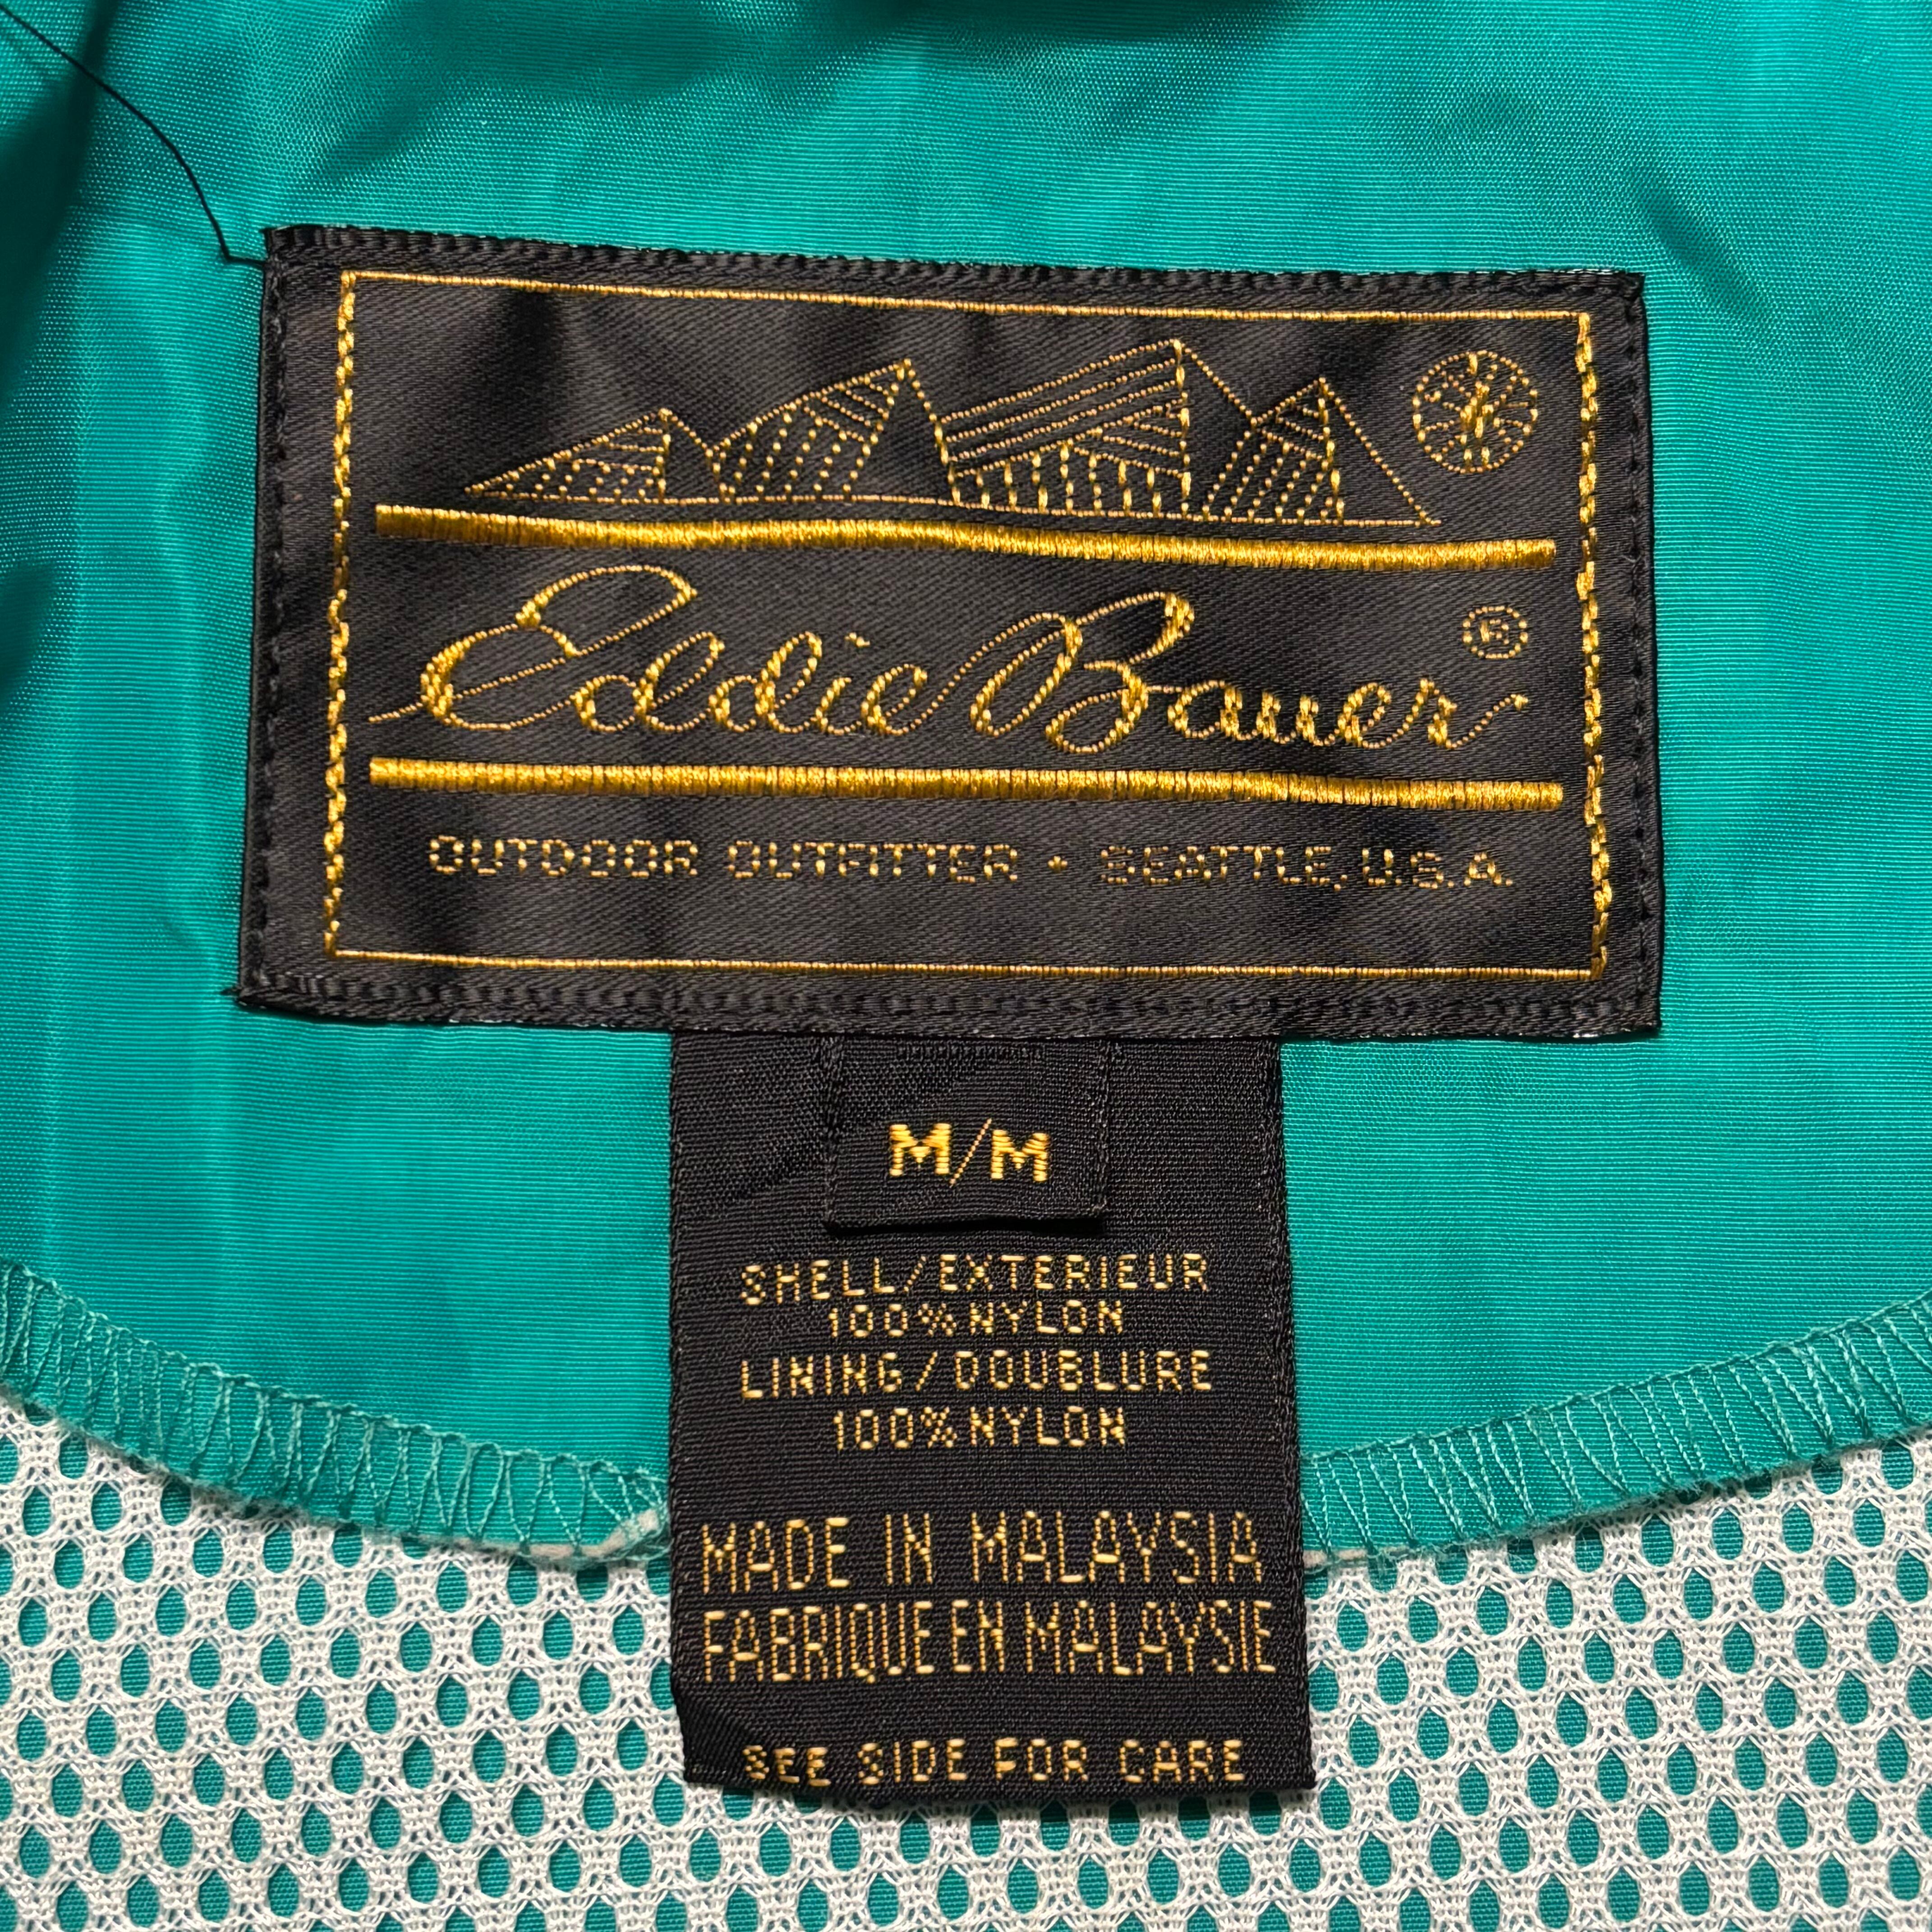 Eddie Bauer ®
OUTDOOR OUTFITTER • SEATTLE, U.S.A.
M/M
SHELL/EXTERIEUR
100% NYLON
LINING/DOUBLURE
100% NYLON
MADE IN MALAYSIA
FABRIQUE EN MALAYSIE
SEE SIDE FOR CARE